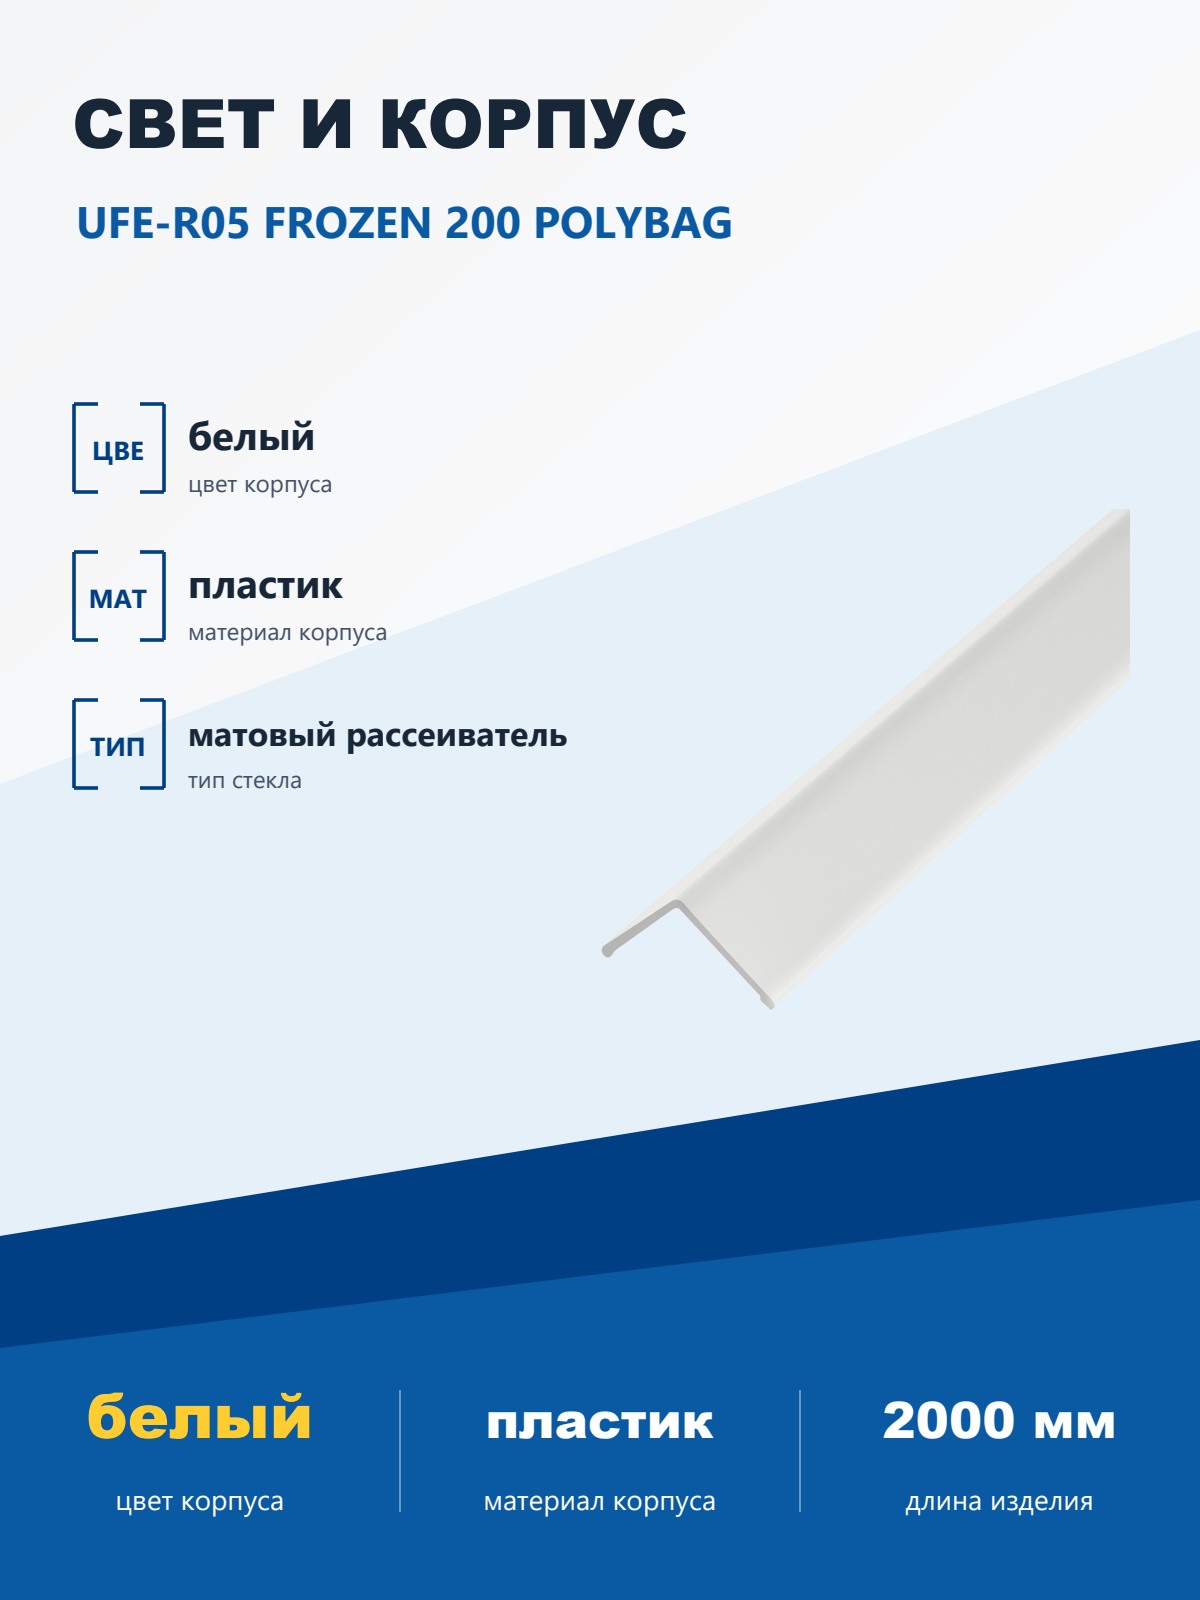 СВЕТ И КОРПУС
UFE-R05 FROZEN 200 POLYBAG
ЦВЕ
белый
цвет корпуса
МАТ
пластик
материал корпуса
ТИП
матовый рассеиватель
тип стекла
белый
цвет корпуса
пластик
материал корпуса
2000 мм
длина изделия